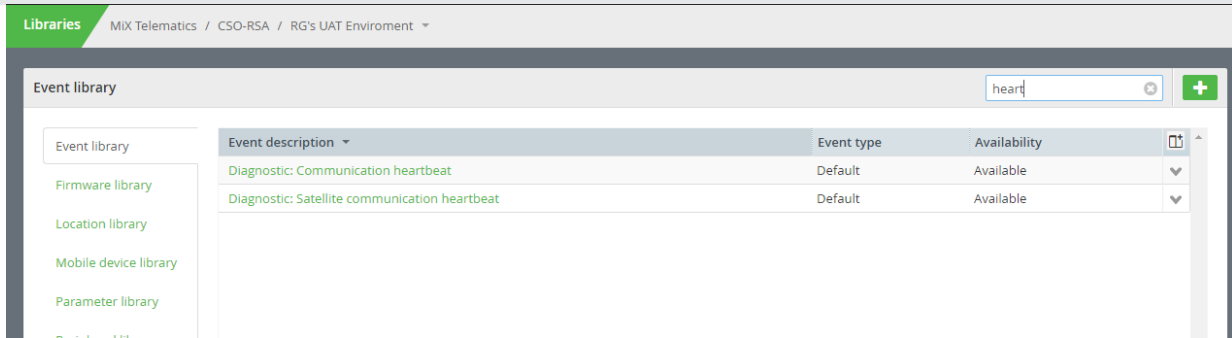 Libraries MiX Telematics / CSO-RSA / RG's UAT Enviroment
Event library heart
Event library
Firmware library
Location library
Mobile device library
Parameter library
Event description Event type Availability
Diagnostic: Communication heartbeat Default Available
Diagnostic: Satellite communication heartbeat Default Available